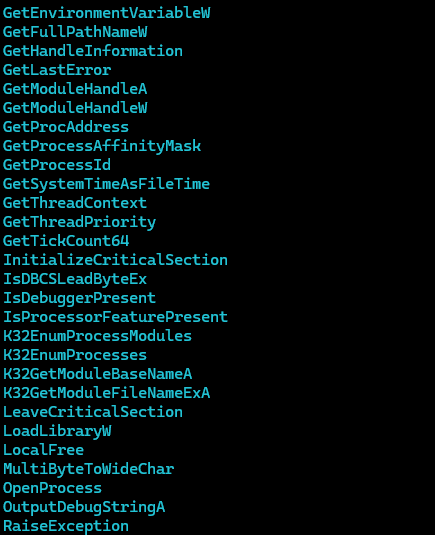 GetEnvironmentVariableW
GetFullPathNameW
GetHandleInformation
GetLastError
GetModuleHandleA
GetModuleHandleW
GetProcAddress
GetProcessAffinityMask
GetProcessId
GetSystemTimeAsFileTime
GetThreadContext
GetThreadPriority
GetTickCount64
InitializeCriticalSection
IsDBCSLeadByteEx
IsDebuggerPresent
IsProcessorFeaturePresent
K32EnumProcessModules
K32EnumProcesses
K32GetModuleBaseNameA
K32GetModuleFileNameExA
LeaveCriticalSection
LoadLibraryW
LocalFree
MultiByteToWideChar
OpenProcess
OutputDebugStringA
RaiseException